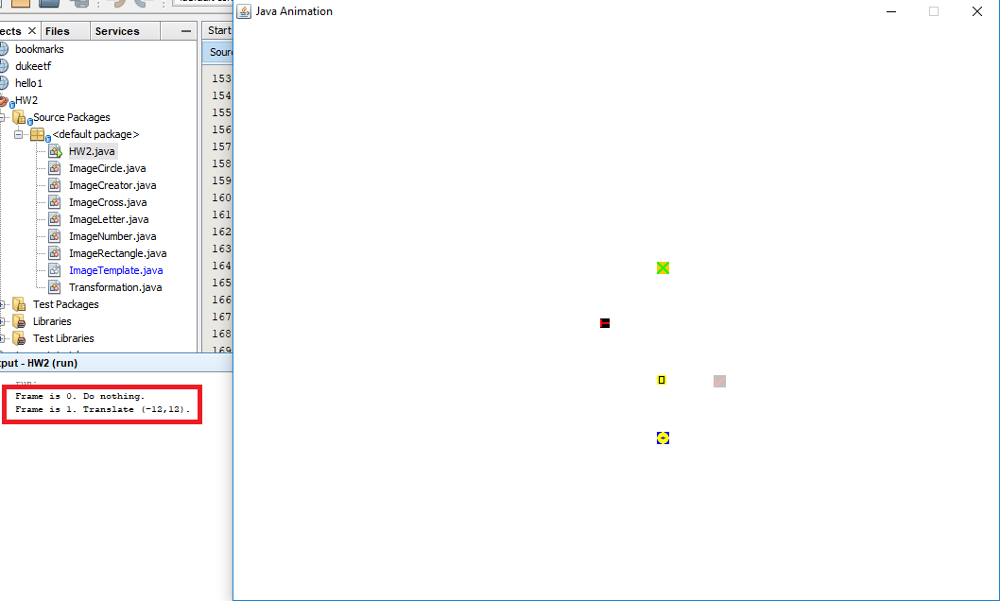 Java Animation
ects
Files
Services
Start
bookmarks
Sour
dukeetf
hello1
HW2
Source Packages
<default package>
HW2.java
ImageCircle.java
ImageCreator.java
ImageCross.java
ImageLetter.java
ImageNumber.java
ImageRectangle.java
ImageTemplate.java
Transformation.java
Test Packages
Libraries
Test Libraries
153
154
155
156
157
158
159
160
161
162
163
164
165
166
167
168
169
tput - HW2 (run)
run:
Frame is 0. Do nothing.
Frame is 1. Translate (-12,12).